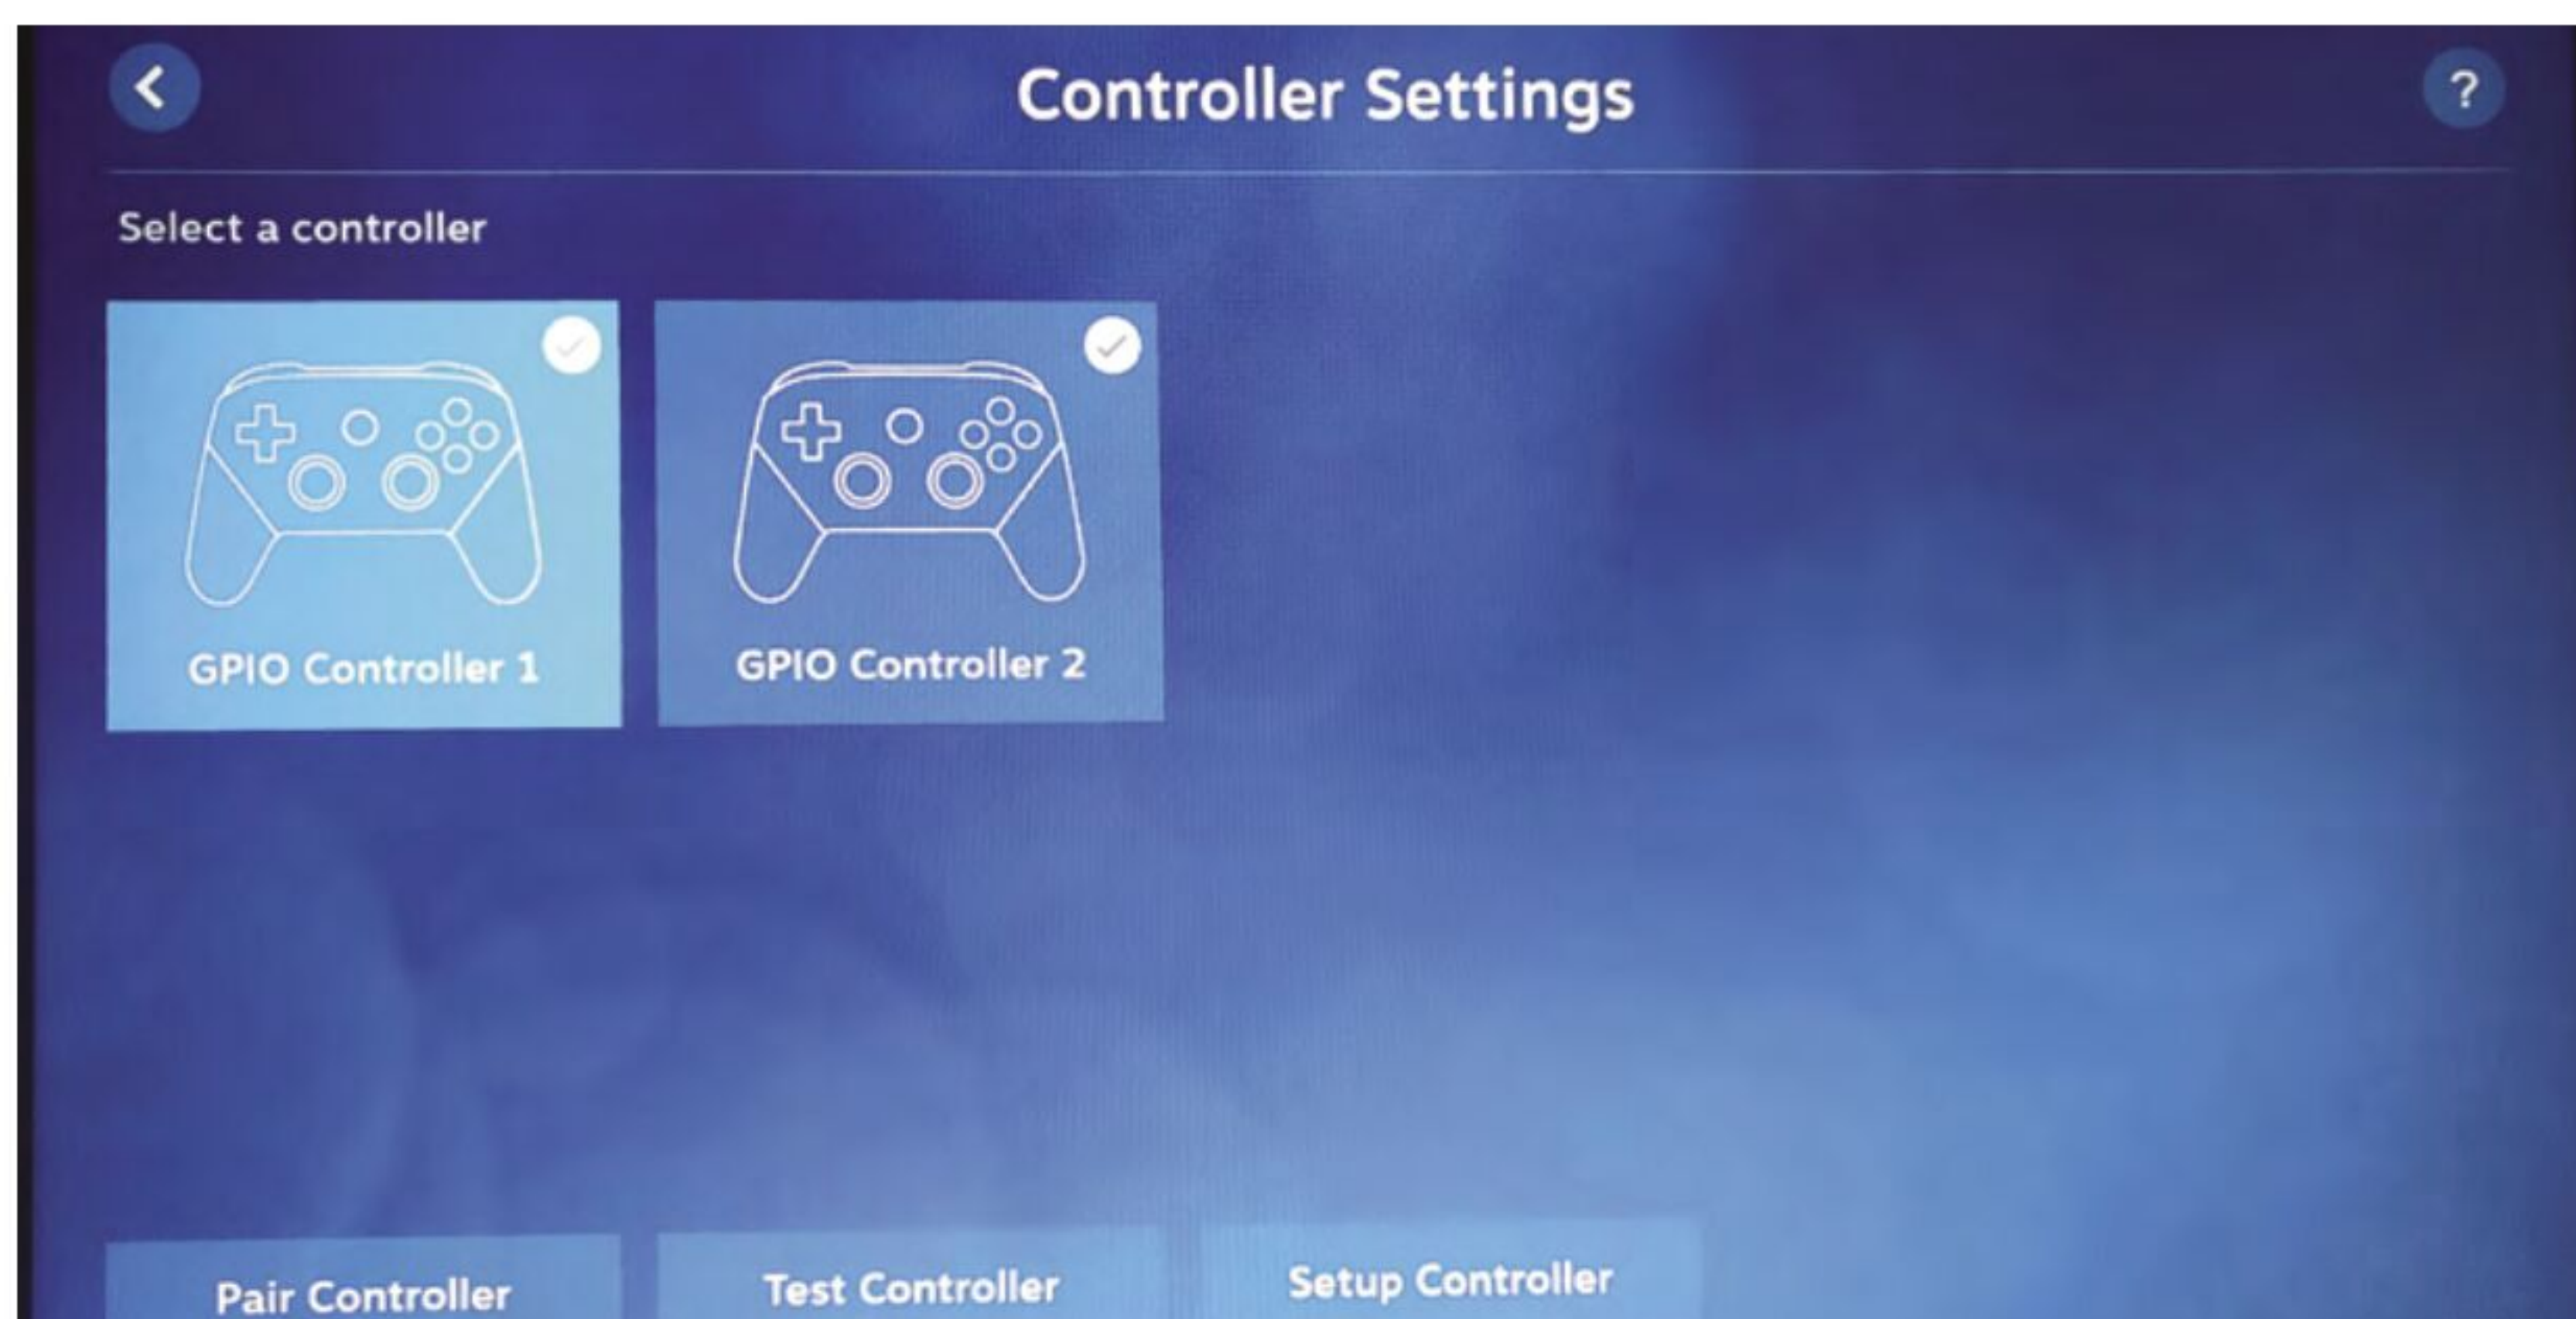 Controller Settings
?
Select a controller
GPIO Controller 1
GPIO Controller 2
Pair Controller
Test Controller
Setup Controller